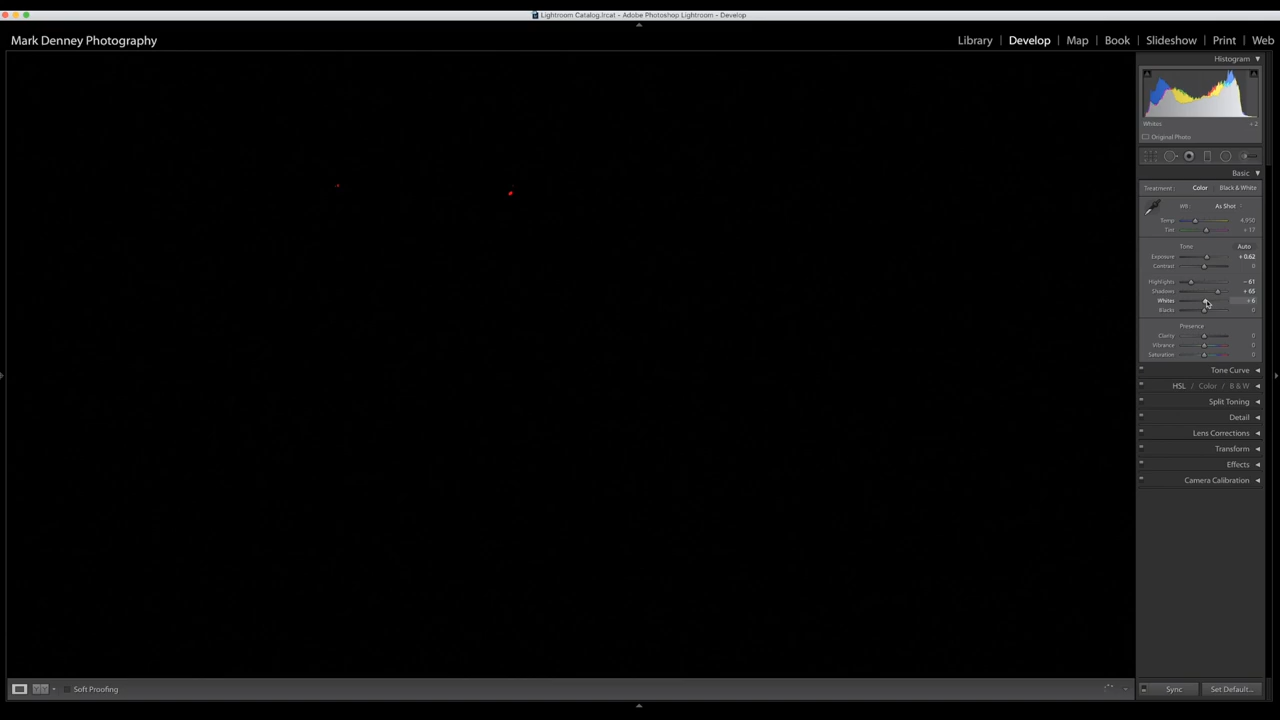 Lightroom Catalog.lrcat - Adobe Photoshop Lightroom - Develop
Mark Denney Photography
Library | Develop | Map | Book | Slideshow | Print | Web
Histogram
Whites + 2
Original Photo
Basic
Treatment : Color Black & White
WB : As Shot
Temp 4,950
Tint + 17
Tone Auto
Exposure + 0.62
Contrast 0
Highlights − 61
Shadows + 65
Whites + 6
Blacks 0
Presence
Clarity 0
Vibrance 0
Saturation 0
Tone Curve
HSL / Color / B & W
Split Toning
Detail
Lens Corrections
Transform
Effects
Camera Calibration
Soft Proofing
Sync
Set Default...